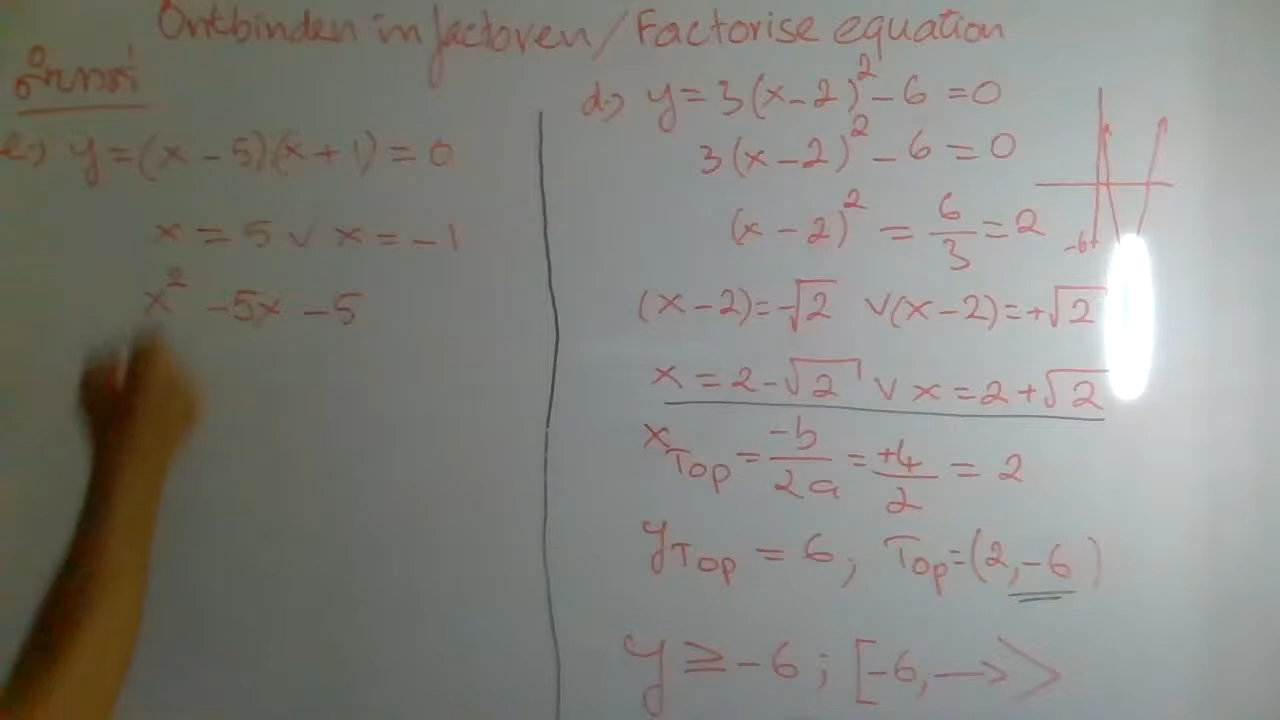 Ontbinden in factoren / Factorise equation
e) y=(x-5)(x+1)=0
x=5 ∨ x=-1
x² -5x -5
d) y=3(x-2)²-6=0
3(x-2)²-6=0
(x-2)² = 6/3 = 2
-6
(x-2)=-√2 ∨(x-2)=+√2
x=2-√2 ∨ x=2+√2
xTop = -b/2a = +4/2 = 2
yTop = 6, Top=(2,-6)
y ≥ -6 ; [-6, →>